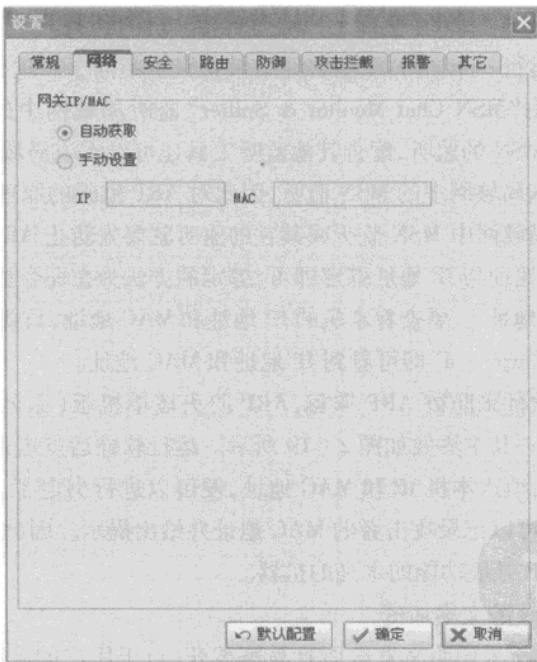 设置
常规 网络 安全 路由 防御 攻击拦截 报警 其它
网关IP/MAC
自动获取
手动设置
IP MAC
默认配置 确定 取消